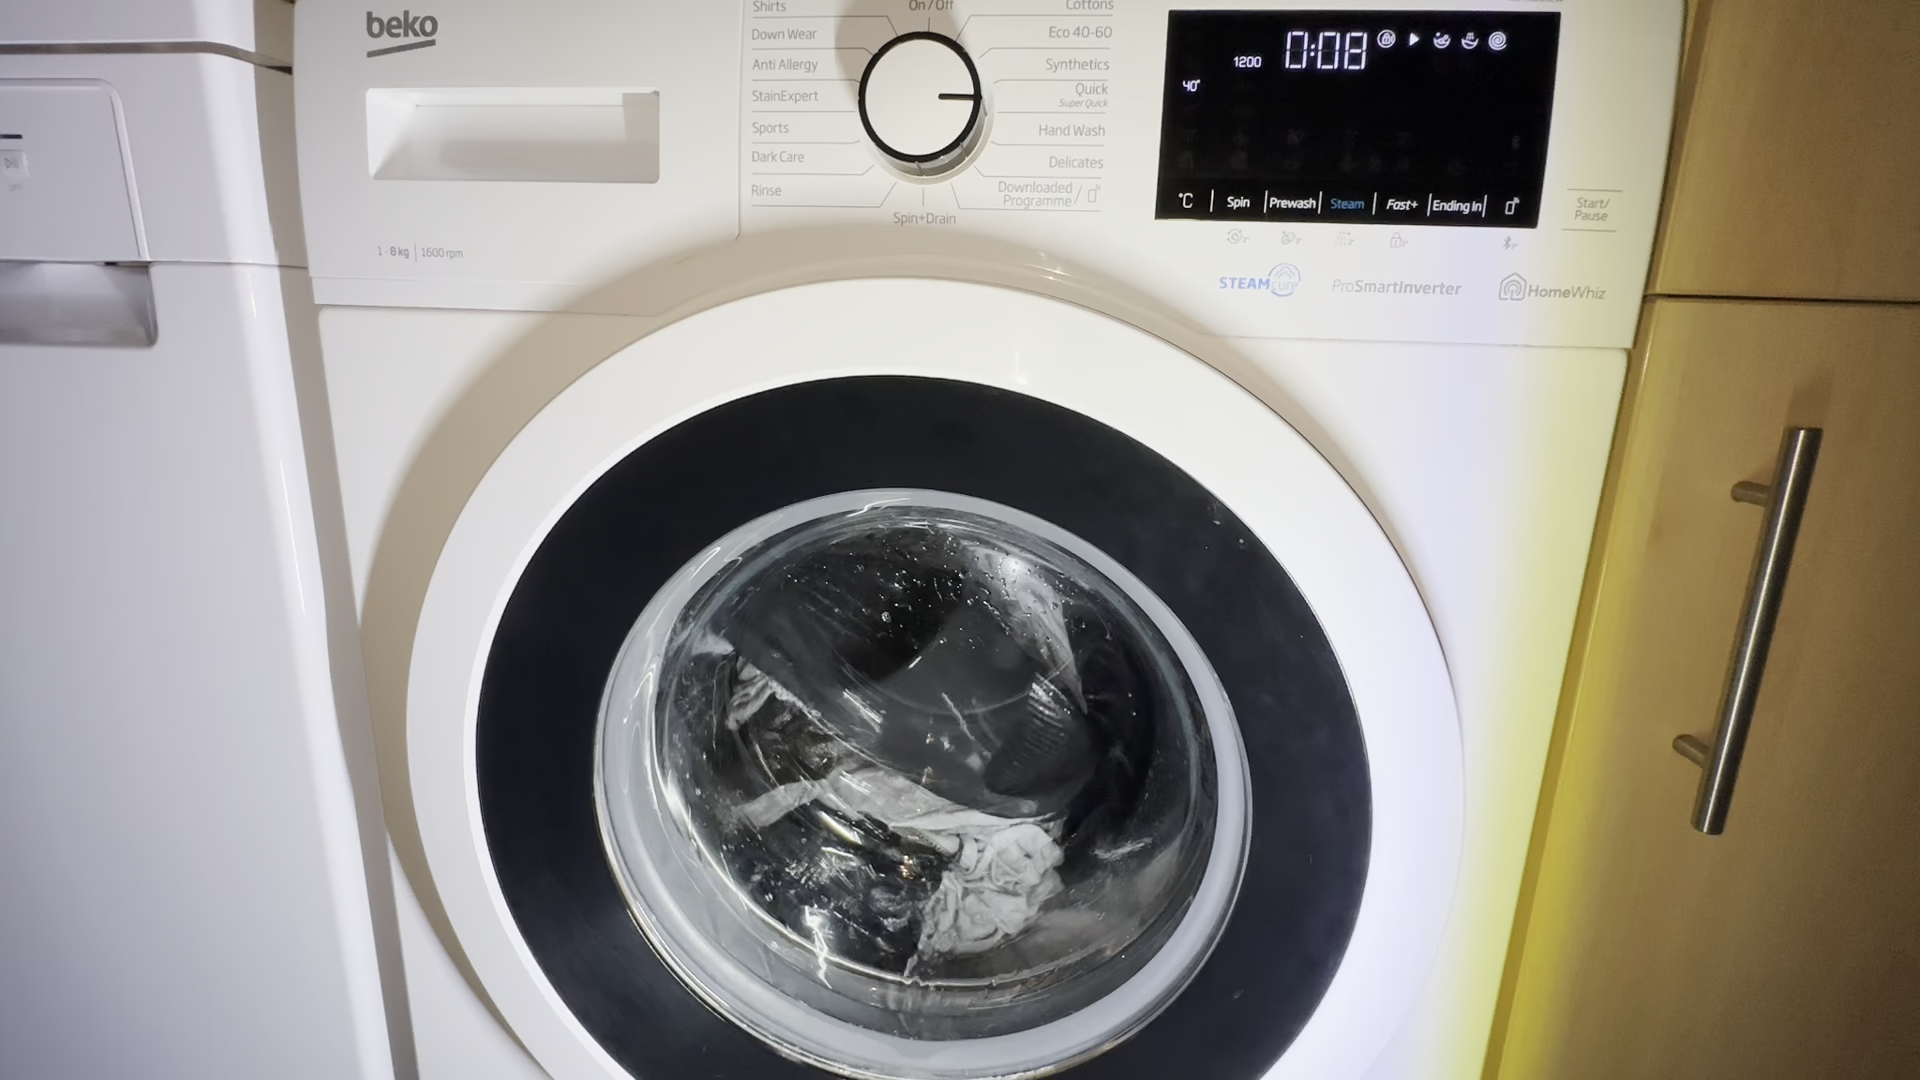 beko
Shirts
Down Wear
Anti Allergy
StainExpert
Sports
Dark Care
Rinse
On / Off
Cottons
Eco 40-60
Synthetics
Quick
Super Quick
Hand Wash
Delicates
Downloaded
Programme /
Spin+Drain
1200
0:08
40°
°C | Spin | Prewash | Steam | Fast+ | Ending In |
Start/
Pause
1 - 8 kg | 1600 rpm
STEAMcure
ProSmartInverter
HomeWhiz